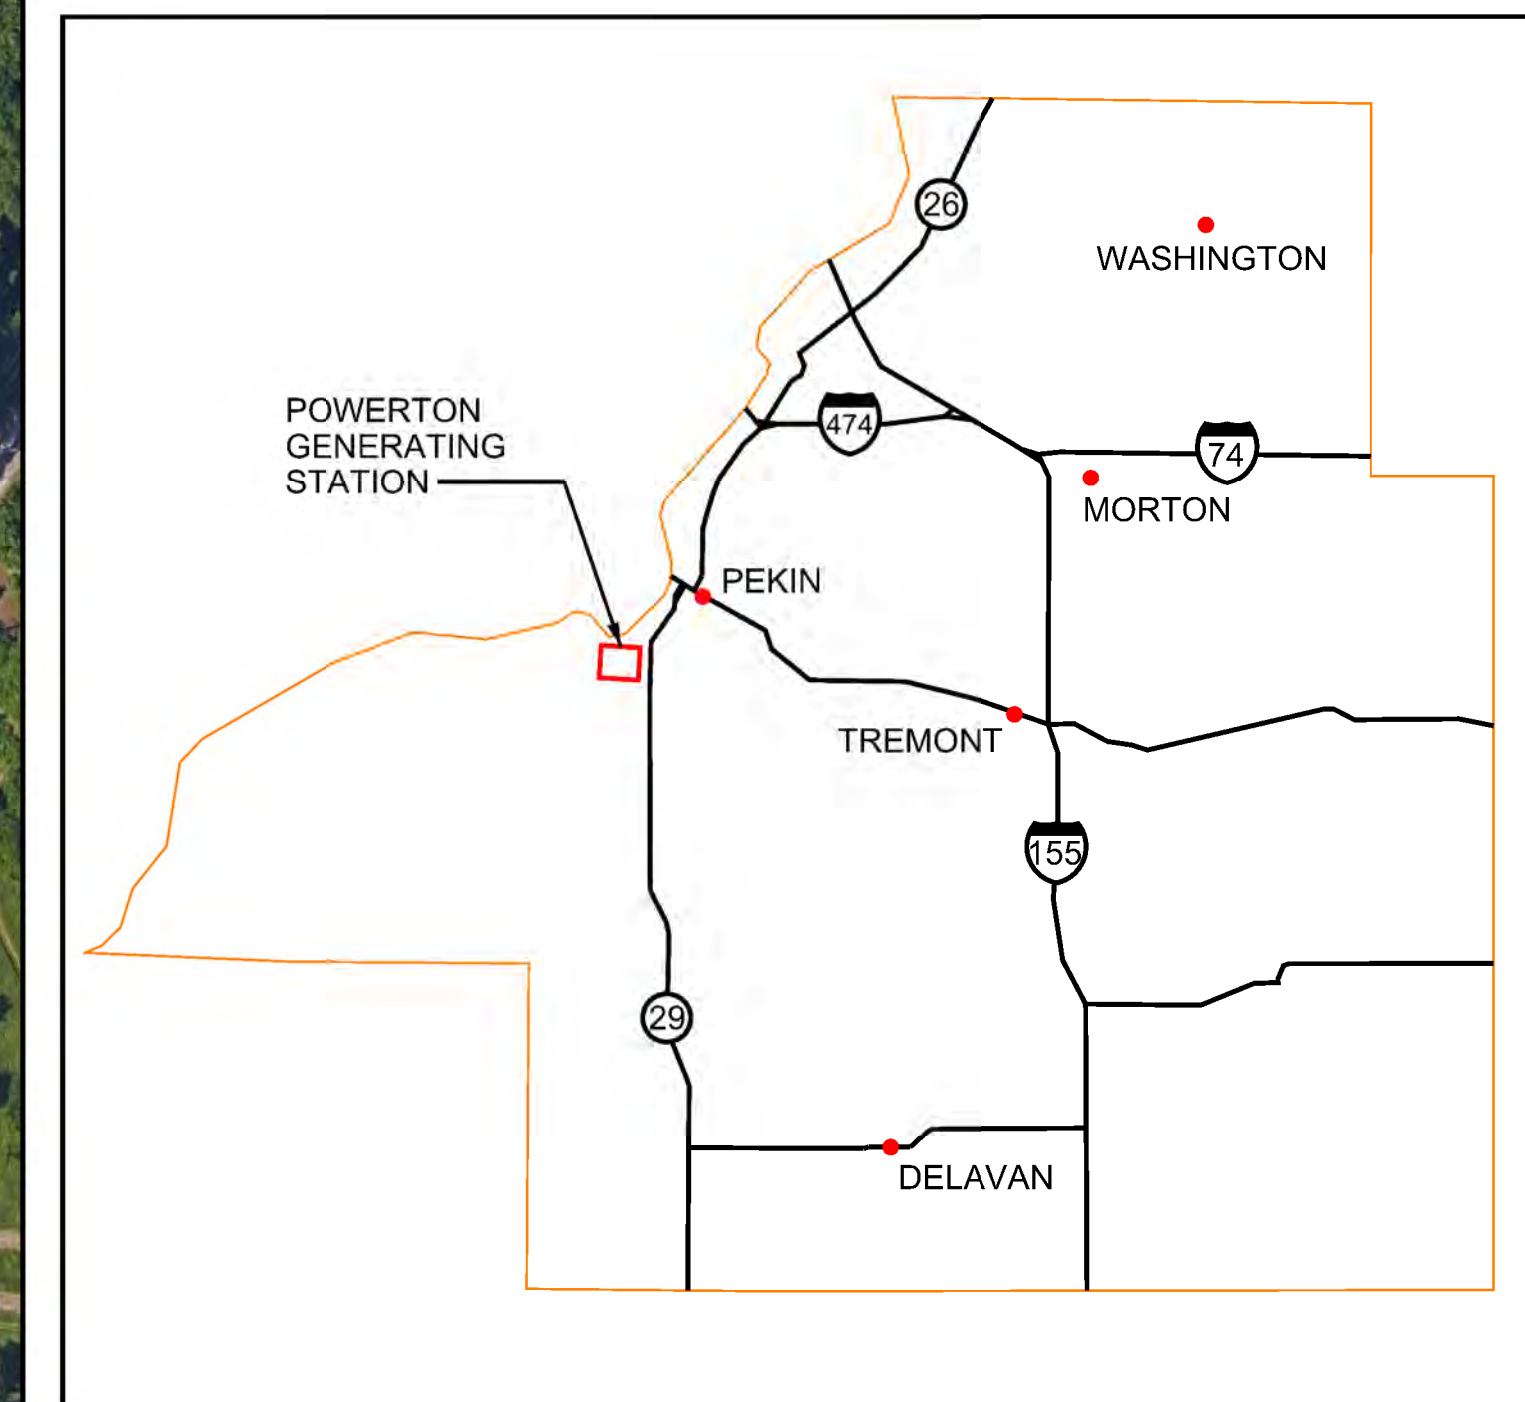 26
WASHINGTON
POWERTON
GENERATING
STATION
474
74
MORTON
PEKIN
TREMONT
155
29
DELAVAN